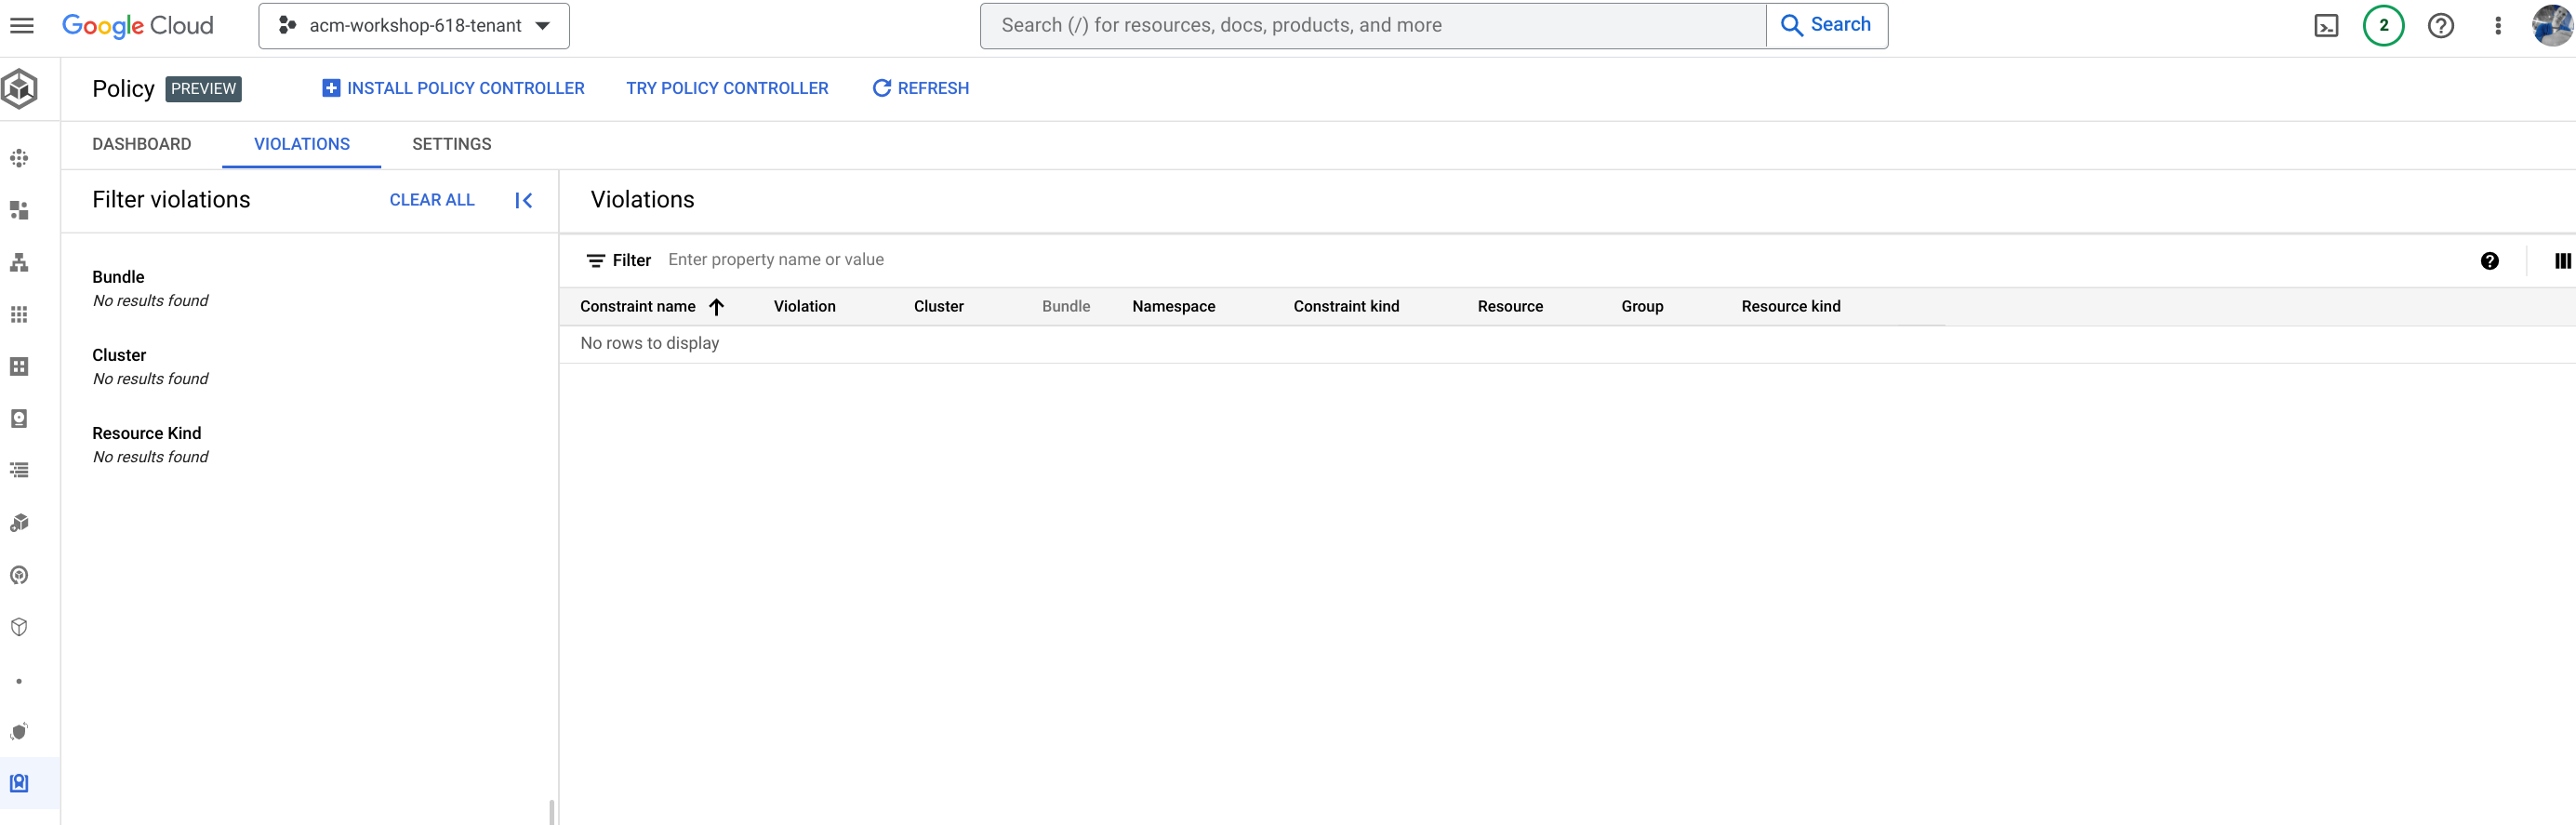 Google Cloud
acm-workshop-618-tenant
Search (/) for resources, docs, products, and more
Search
2
Policy PREVIEW
INSTALL POLICY CONTROLLER
TRY POLICY CONTROLLER
REFRESH
DASHBOARD
VIOLATIONS
SETTINGS
Filter violations
CLEAR ALL
Bundle
No results found
Cluster
No results found
Resource Kind
No results found
Violations
Filter Enter property name or value
Constraint name Violation Cluster Bundle Namespace Constraint kind Resource Group Resource kind
No rows to display